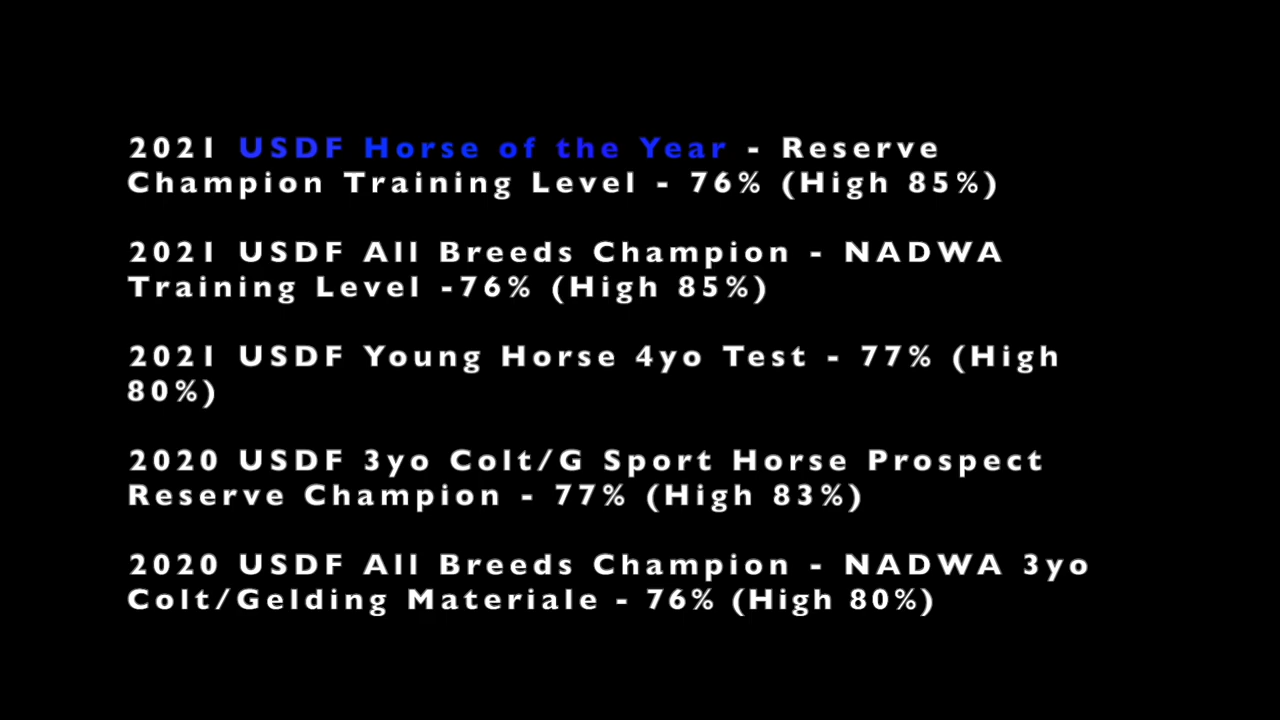 2021 USDF Horse of the Year - Reserve
Champion Training Level - 76% (High 85%)
2021 USDF All Breeds Champion - NADWA
Training Level -76% (High 85%)
2021 USDF Young Horse 4yo Test - 77% (High
80%)
2020 USDF 3yo Colt/G Sport Horse Prospect
Reserve Champion - 77% (High 83%)
2020 USDF All Breeds Champion - NADWA 3yo
Colt/Gelding Materiale - 76% (High 80%)